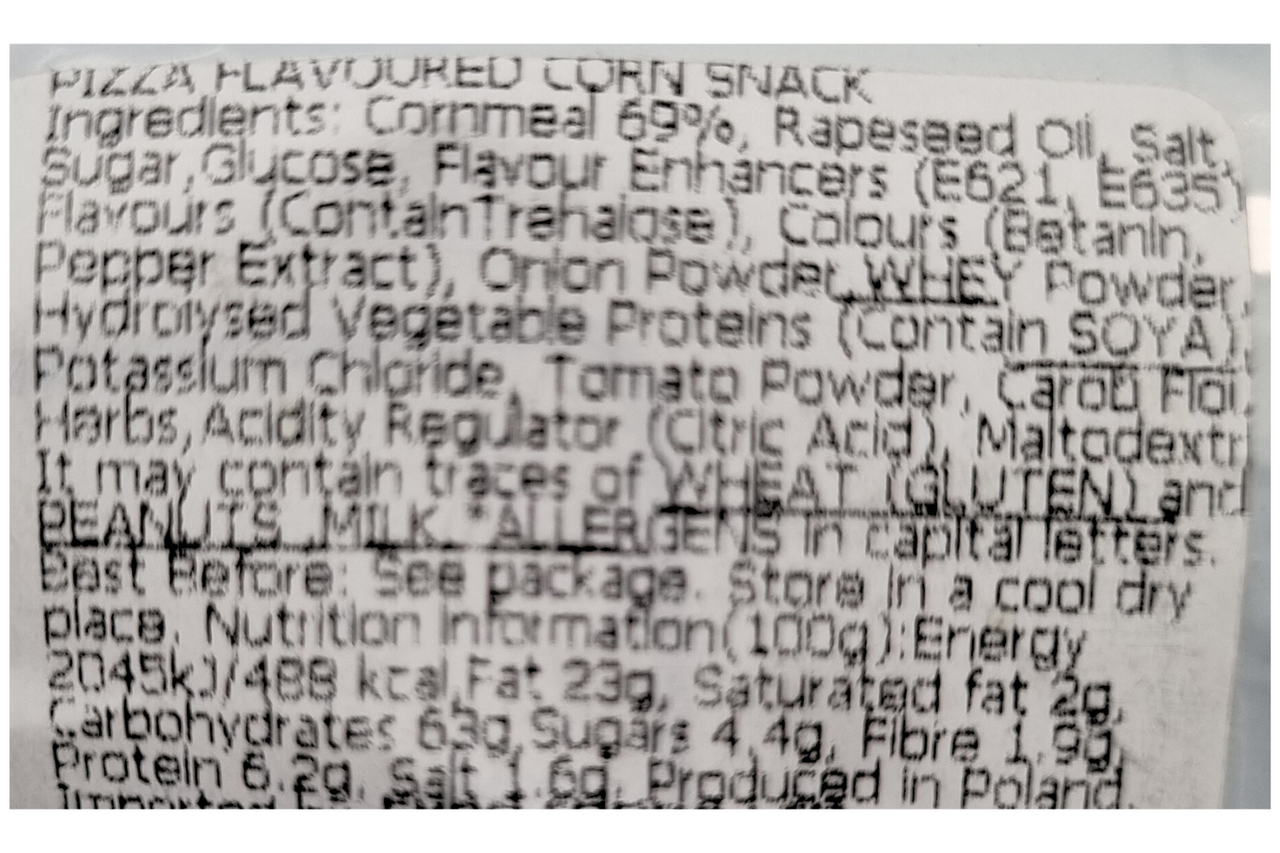 PIZZA FLAVOURED CORN SNACK
Ingredients: Cornmeal 69%, Rapeseed Oil, Salt,
Sugar, Glucose, Flavour Enhancers (E621, E635)
Flavours (Contain Trehalose), Colours (Betanin,
Pepper Extract), Onion Powder, WHEY Powder,
Hydrolysed Vegetable Proteins (Contain SOYA),
Potassium Chloride, Tomato Powder, Carob Flou
Herbs, Acidity Regulator (Citric Acid), Maltodextr
It may contain traces of WHEAT (GLUTEN) and
PEANUTS, MILK *ALLERGENS in capital letters.
Best Before: See package. Store in a cool dry
place. Nutrition Information(100g):Energy
2045kJ/488 kcal,Fat 23g, Saturated fat 2g,
Carbohydrates 63g,Sugars 4.4g, Fibre 1.9g,
Protein 6.2g, Salt 1.6g, Produced in Poland.
Imported